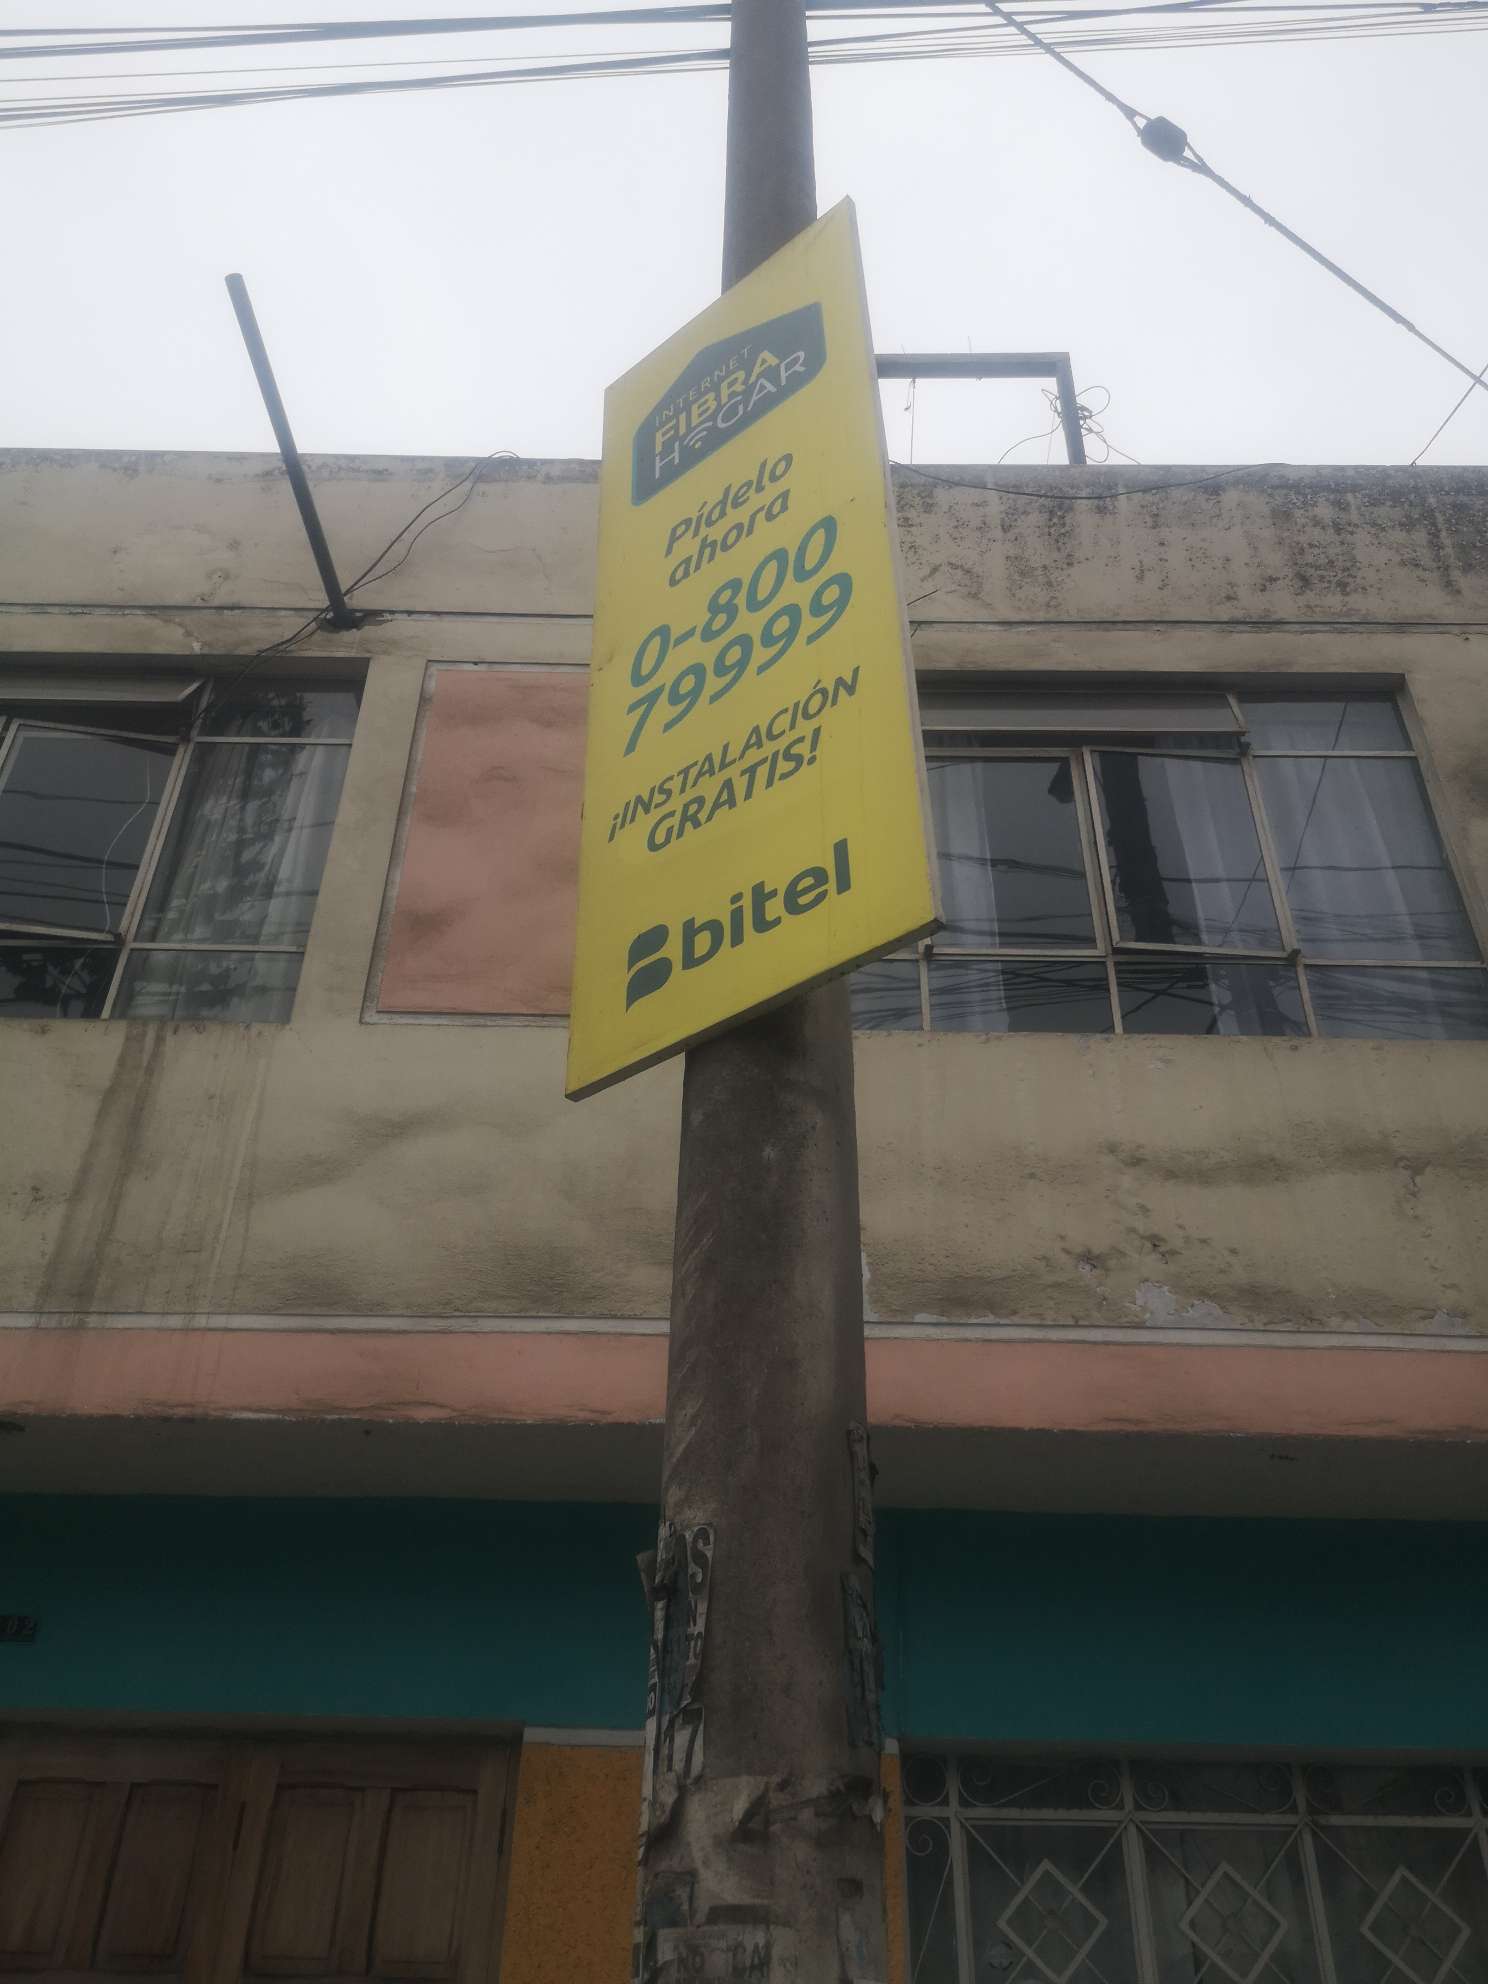 INTERNET
FIBRA
HOGAR
Pídelo
ahora
0-800
79999
¡INSTALACIÓN
GRATIS!
bitel